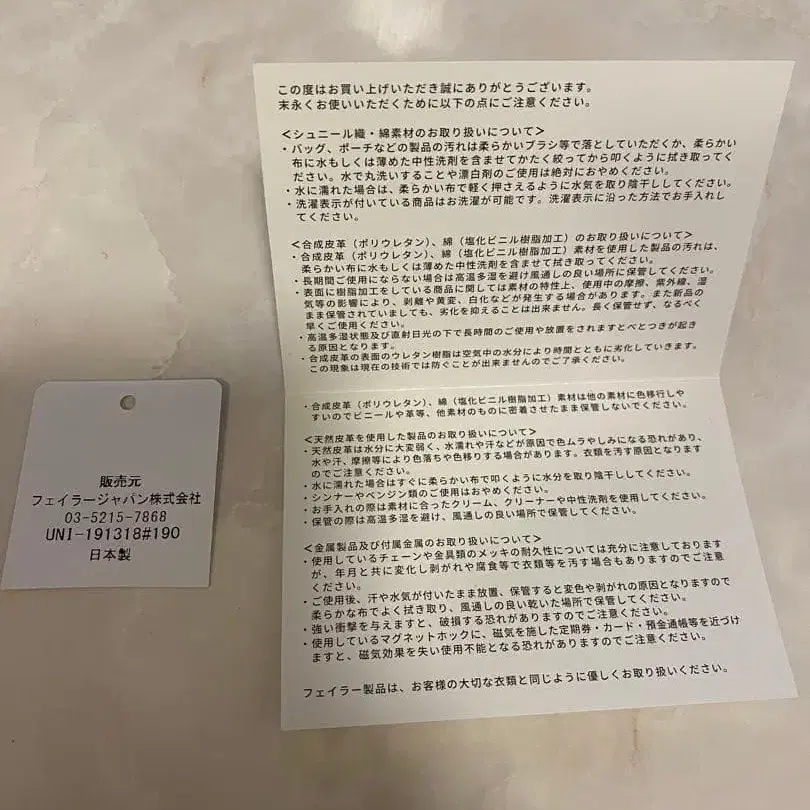 この度はお買い上げいただき誠にありがとうございます。
末永くお使いいただくために以下の点にご注意ください。
＜シュニール織・綿素材のお取り扱いについて＞
・バッグ、ポーチなどの製品の汚れは柔らかいブラシ等で落としていただくか、柔らかい
布に水もしくは薄めた中性洗剤を含ませてかたく絞ってから叩くように拭き取ってく
ださい。水で丸洗いすることや漂白剤のご使用は絶対におやめください。
・水に濡れた場合は、柔らかい布で軽く押さえるように水気を取り陰干ししてください。
・洗濯表示が付いている商品はお洗濯が可能です。洗濯表示に沿った方法でお手入れし
てください。
＜合成皮革（ポリウレタン）、綿（塩化ビニル樹脂加工）のお取り扱いについて＞
・合成皮革（ポリウレタン）、綿（塩化ビニル樹脂加工）素材を使用した製品の汚れは、
柔らかい布に水もしくは薄めた中性洗剤を含ませて拭き取ってください。
・長期間ご使用にならない場合は高温多湿を避け風通しの良い場所に保管してください。
・表面に樹脂加工をしている商品に関しては素材の特性上、使用中の摩擦、紫外線、湿
気等の影響により、剥離や黄変、白化などが発生する場合があります。また新品の
まま保管されていましても、劣化を抑えることは出来ません。長く保管せず、なるべく
早くご使用ください。
・高温多湿状態及び直射日光の下で長時間のご使用や放置をされますとべとつきが起き
る原因となります。
・合成皮革の表面のウレタン樹脂は空気中の水分により時間とともに劣化していきます。
この現象は現在の技術では防ぐことが出来ませんのでご了承ください。
・合成皮革（ポリウレタン）、綿（塩化ビニル樹脂加工）素材は他の素材に色移行しや
すいのでビニールや革等、他素材のものに密着させたまま保管しないでください。
＜天然皮革を使用した製品のお取り扱いについて＞
・天然皮革は水分に大変弱く、水濡れや汗などが原因で色ムラやしみになる恐れがあり、
水や汗、摩擦等により色落ちや色移りする場合があります。衣類を汚す原因となります
のでご注意ください。
・水に濡れた場合はすぐに柔らかい布で叩くように水分を取り陰干ししてください。
・シンナーやベンジン類のご使用はおやめください。
・お手入れの際は素材に合ったクリーム、クリーナーや中性洗剤を使用してください。
・保管の際は高温多湿を避け、風通しの良い場所で保管してください。
＜金属製品及び付属金属のお取り扱いについて＞
・使用しているチェーンや金具類のメッキの耐久性については充分に注意しております
が、年月と共に変化し剥がれや腐食等で衣類等を汚す場合もありますのでご注意
ください。
・ご使用後、汗や水気が付いたまま放置、保管すると変色や剥がれの原因となりますので
柔らかな布でよく拭き取り、風通しの良い乾いた場所で保管してください。
・強い衝撃を与えますと、破損する恐れがありますのでご注意ください。
・使用しているマグネットホックに、磁気を施した定期券・カード・預金通帳等を近づけ
ますと、磁気効果を失い使用不能となる恐れがありますのでご注意ください。
フェイラー製品は、お客様の大切な衣類と同じように優しくお取り扱いください。
販売元
フェイラージャパン株式会社
03-5215-7868
UNI-191318#190
日本製